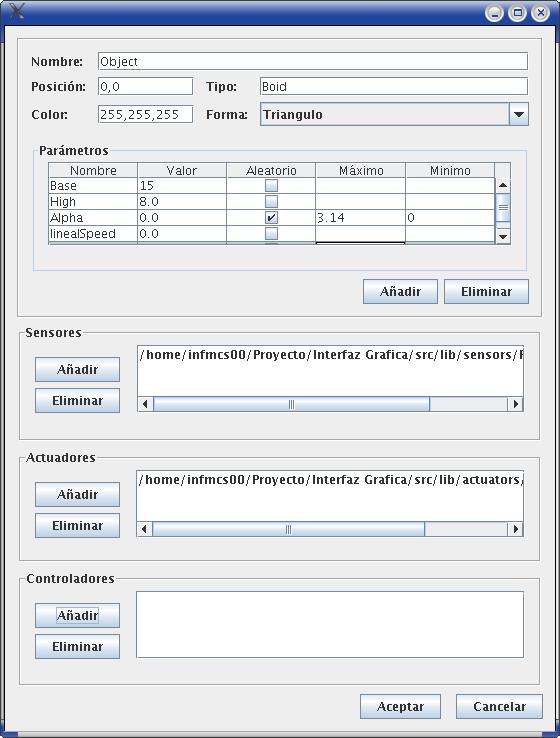 Nombre: Object
Posición: 0,0 Tipo: Boid
Color: 255,255,255 Forma: Triangulo
Parámetros
Nombre Valor Aleatorio Máximo Minimo
Base 15
High 8.0
Alpha 0.0 3.14 0
linealSpeed 0.0
Añadir Eliminar
Sensores
/home/infmcs00/Proyecto/Interfaz Grafica/src/lib/sensors/
Añadir
Eliminar
Actuadores
/home/infmcs00/Proyecto/Interfaz Grafica/src/lib/actuators/
Añadir
Eliminar
Controladores
Añadir
Eliminar
Aceptar Cancelar